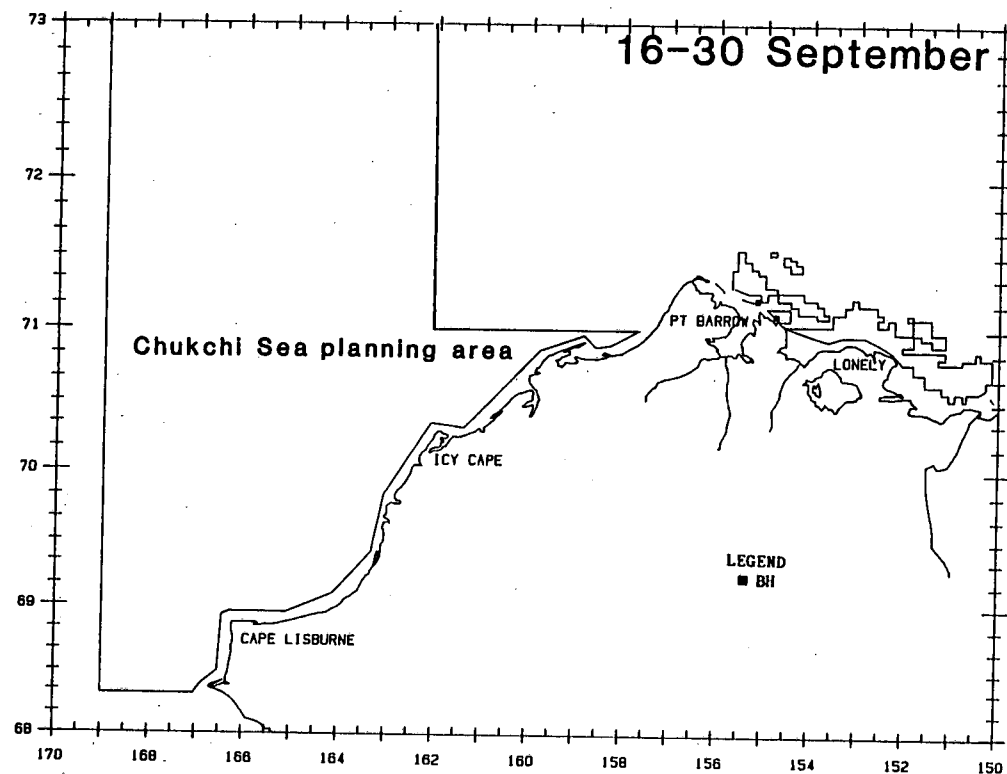 73
16-30 September
72
71
PT BARROW
Chukchi Sea planning area
LONELY
70
ICY CAPE
LEGEND
BH
69
CAPE LISBURNE
68
170 168 166 164 162 160 158 156 154 152 150